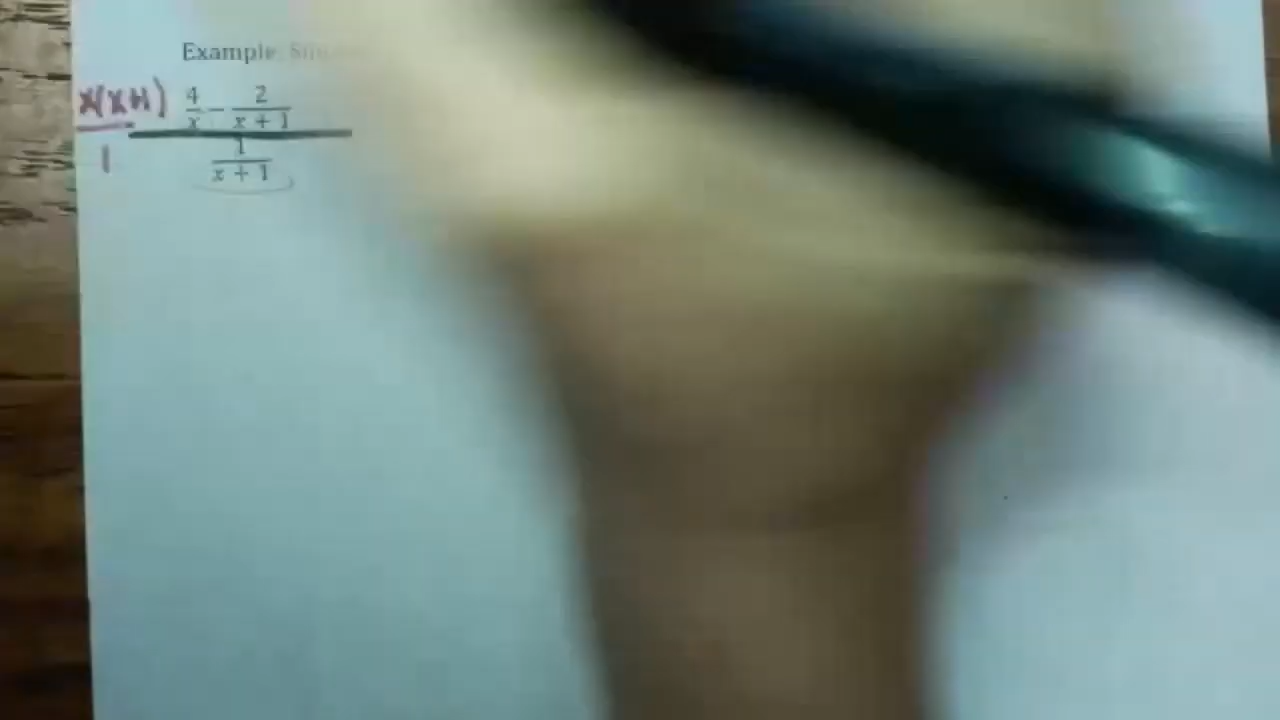 Example:
x(x+1) 4/x - 2/(x + 1)
1 1/(x + 1)